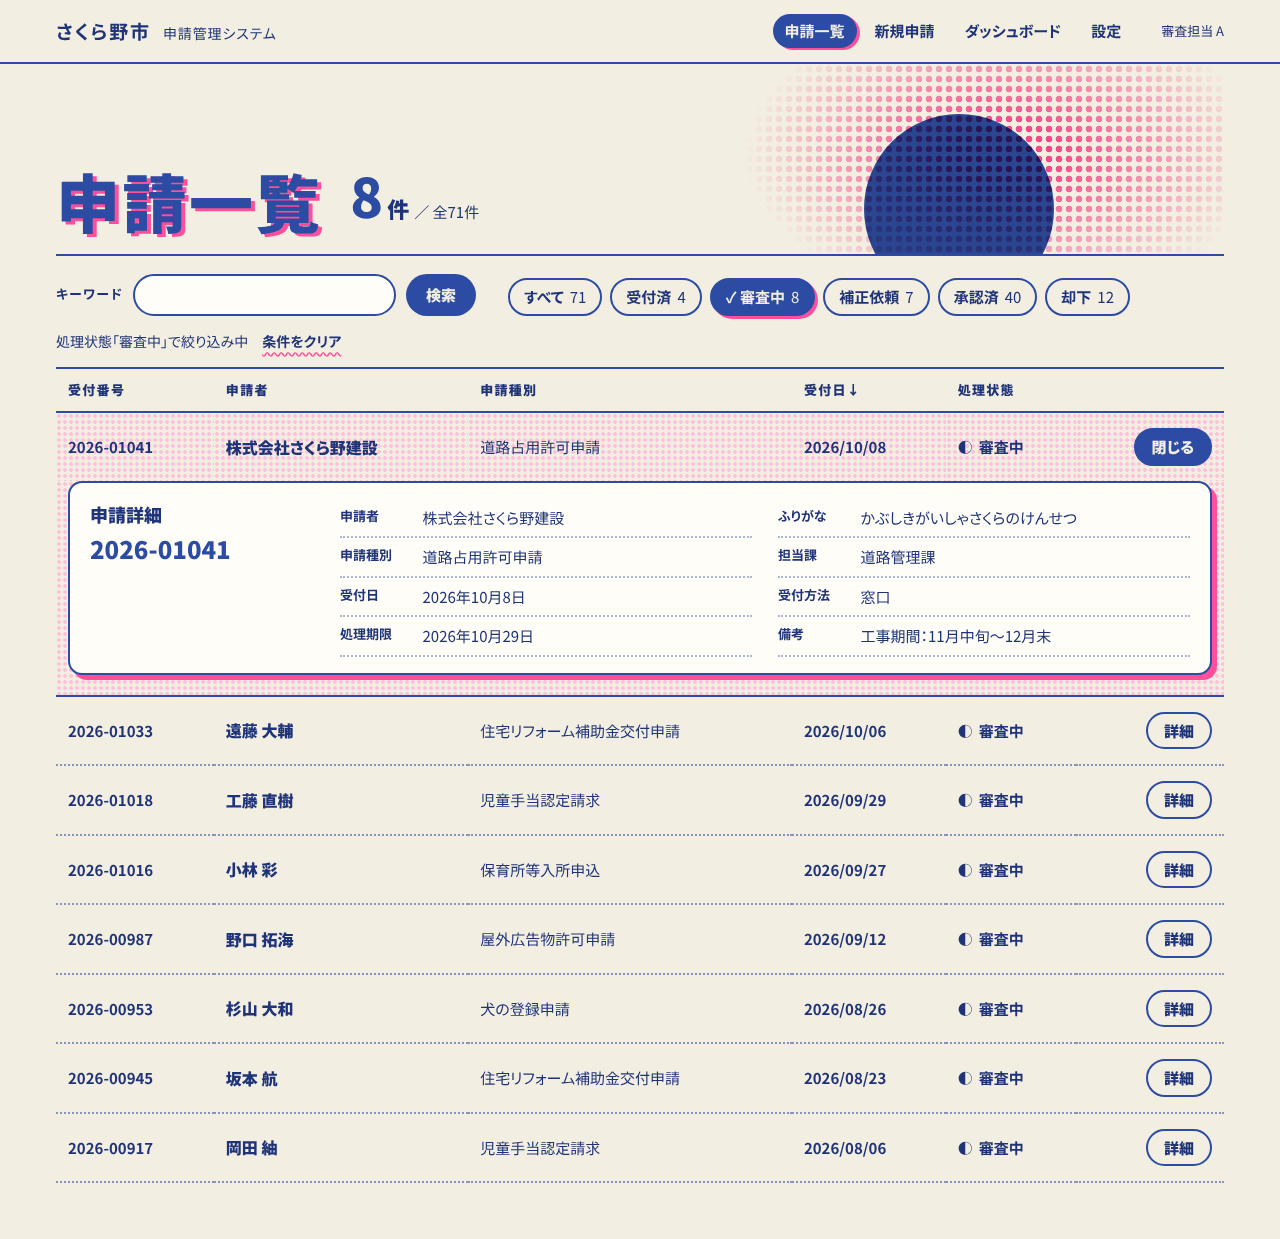 さくら野市 申請管理システム 申請一覧 新規申請 ダッシュボード 設定 審査担当 A
申請一覧 8件 ／ 全71件
キーワード 検索 すべて 71 受付済 4 ✓審査中 8 補正依頼 7 承認済 40 却下 12
処理状態「審査中」で絞り込み中 条件をクリア
受付番号 申請者 申請種別 受付日↓ 処理状態
2026-01041 株式会社さくら野建設 道路占用許可申請 2026/10/08 ◐ 審査中 閉じる
申請詳細
2026-01041
申請者 株式会社さくら野建設 ふりがな かぶしきがいしゃさくらのけんせつ
申請種別 道路占用許可申請 担当課 道路管理課
受付日 2026年10月8日 受付方法 窓口
処理期限 2026年10月29日 備考 工事期間：11月中旬〜12月末
2026-01033 遠藤 大輔 住宅リフォーム補助金交付申請 2026/10/06 ◐ 審査中 詳細
2026-01018 工藤 直樹 児童手当認定請求 2026/09/29 ◐ 審査中 詳細
2026-01016 小林 彩 保育所等入所申込 2026/09/27 ◐ 審査中 詳細
2026-00987 野口 拓海 屋外広告物許可申請 2026/09/12 ◐ 審査中 詳細
2026-00953 杉山 大和 犬の登録申請 2026/08/26 ◐ 審査中 詳細
2026-00945 坂本 航 住宅リフォーム補助金交付申請 2026/08/23 ◐ 審査中 詳細
2026-00917 岡田 紬 児童手当認定請求 2026/08/06 ◐ 審査中 詳細